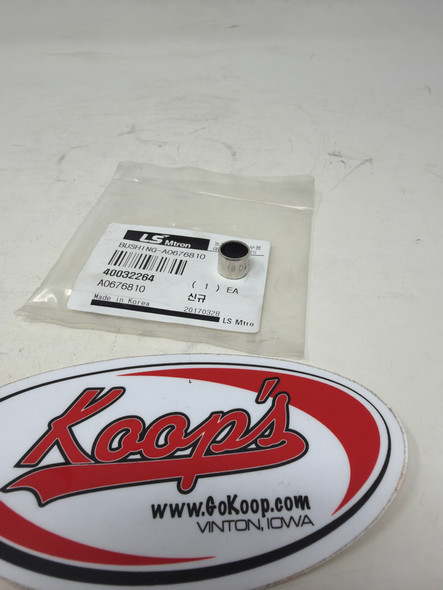 LS Mtron
BUSHING-A0676810
40032264
A0676810
( 1 ) EA
신규
Made in Korea
20170328
LS Mtro
Koop's
www.GoKoop.com
VINTON, IOWA